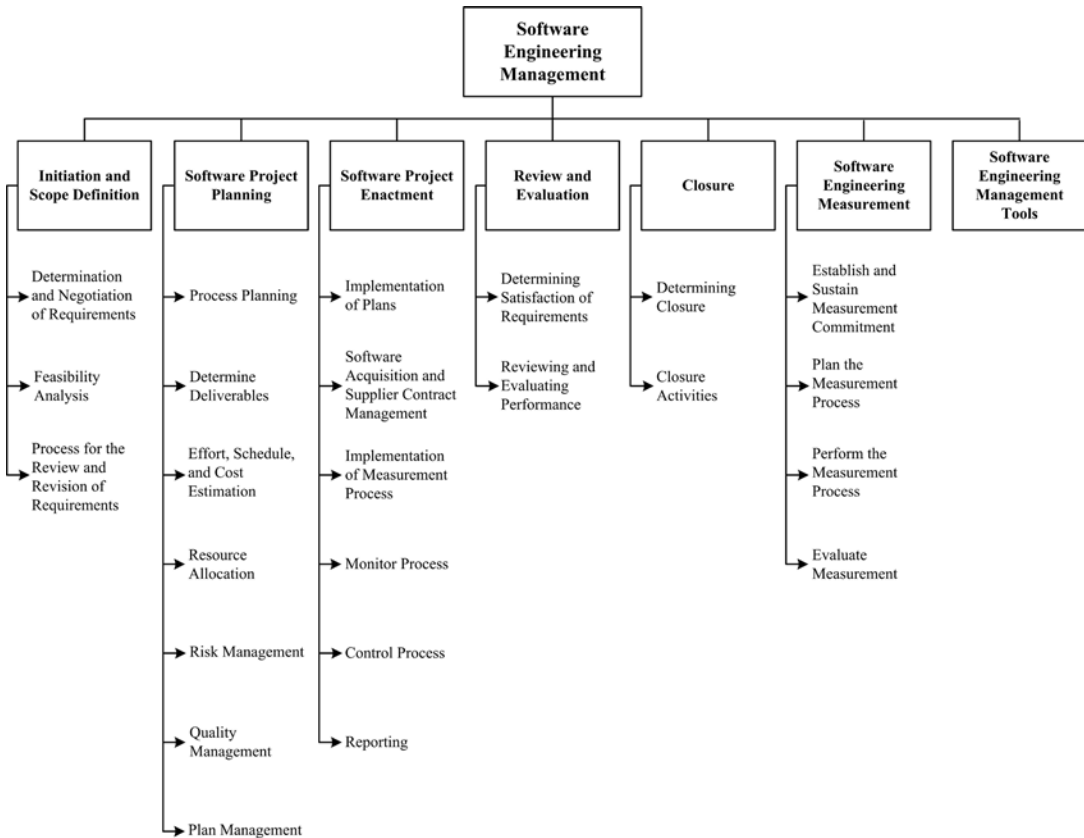 Software
Engineering
Management
Initiation and
Scope Definition
Determination
and Negotiation
of Requirements
Feasibility
Analysis
Process for the
Review and
Revision of
Requirements
Software Project
Planning
Process Planning
Determine
Deliverables
Effort, Schedule,
and Cost
Estimation
Resource
Allocation
Risk Management
Quality
Management
Plan Management
Software Project
Enactment
Implementation
of Plans
Software
Acquisition and
Supplier Contract
Management
Implementation
of Measurement
Process
Monitor Process
Control Process
Reporting
Review and
Evaluation
Determining
Satisfaction of
Requirements
Reviewing and
Evaluating
Performance
Closure
Determining
Closure
Closure
Activities
Software
Engineering
Measurement
Establish and
Sustain
Measurement
Commitment
Plan the
Measurement
Process
Perform the
Measurement
Process
Evaluate
Measurement
Software
Engineering
Management
Tools